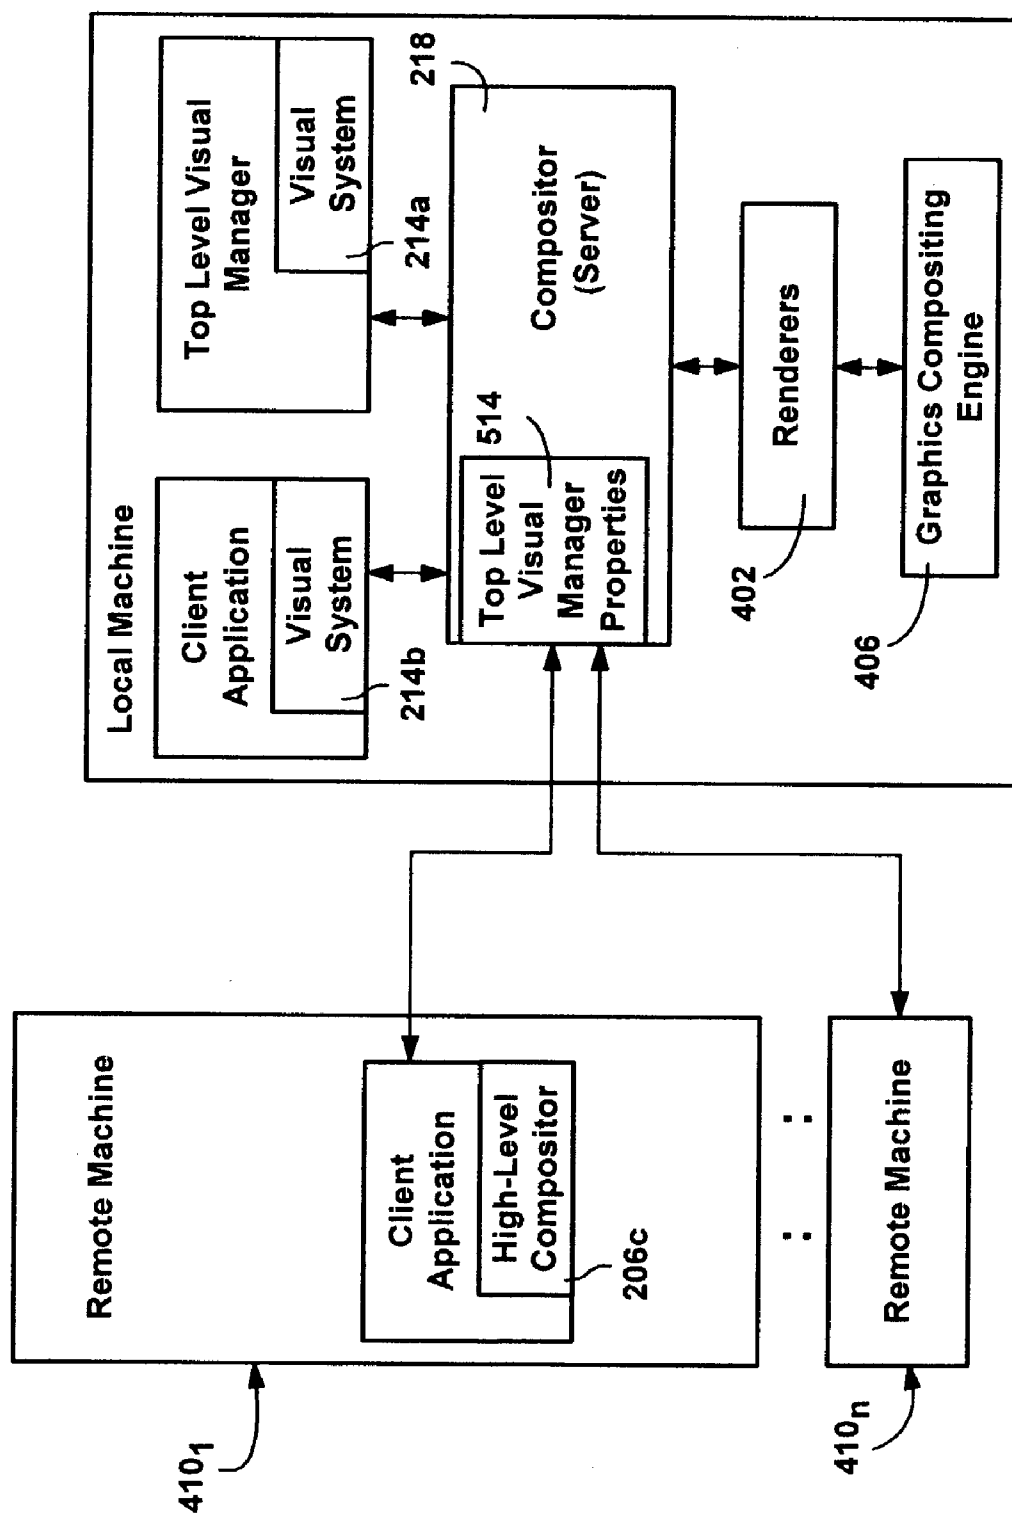 Remote Machine
410₁
Client
Application
High-Level
Compositor
206c
Remote Machine
410ₙ
Local Machine
Client
Application
Visual
System
214b
Top Level Visual
Manager
Visual
System
214a
218
Compositor
(Server)
Top Level
Visual
Manager
Properties
514
Renderers
402
Graphics Compositing
Engine
406